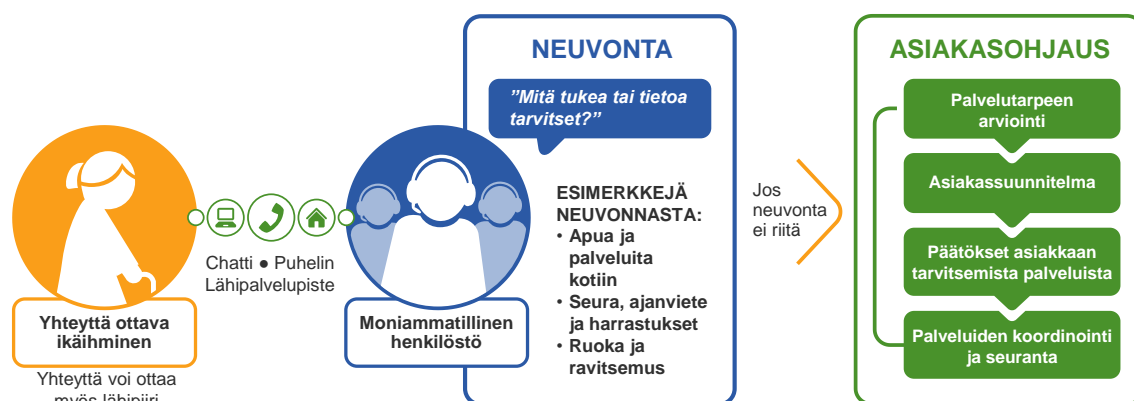 Yhteyttä ottava
ikäihminen
Yhteyttä voi ottaa
myös lähipiiri
Chatti ● Puhelin
Lähipalvelupiste
Moniammatillinen
henkilöstö
NEUVONTA
”Mitä tukea tai tietoa
tarvitset?”
ESIMERKKEJÄ
NEUVONNASTA:
• Apua ja
palveluita
kotiin
• Seura, ajanviete
ja harrastukset
• Ruoka ja
ravitsemus
Jos
neuvonta
ei riitä
ASIAKASOHJAUS
Palvelutarpeen
arviointi
Asiakassuunnitelma
Päätökset asiakkaan
tarvitsemista palveluista
Palveluiden koordinointi
ja seuranta